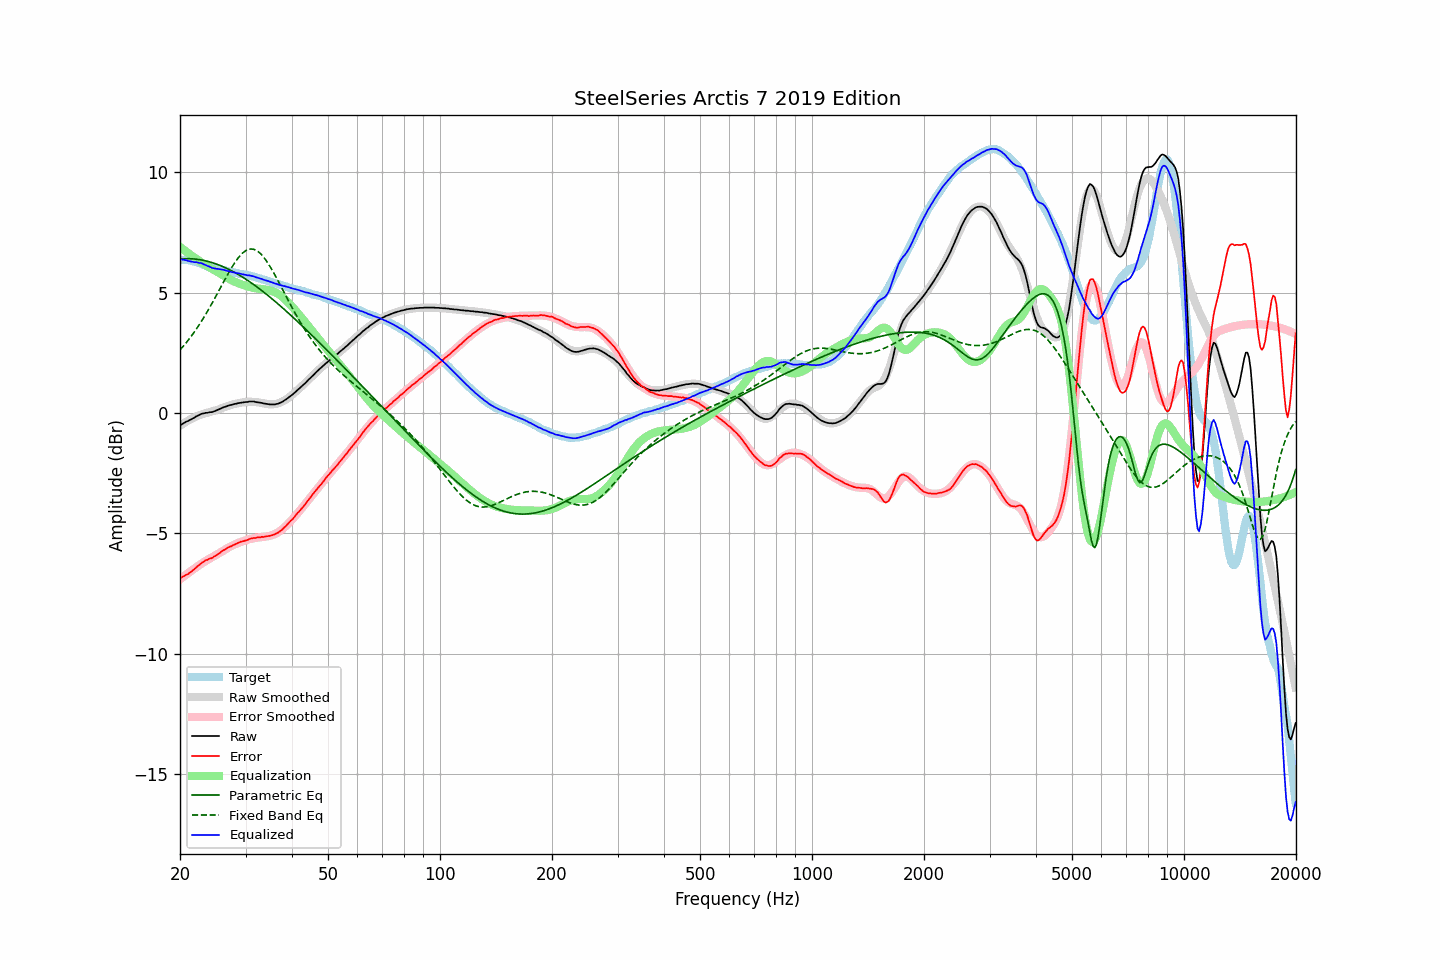 SteelSeries Arctis 7 2019 Edition
Amplitude (dBr)
10
5
0
−5
−10
−15
Target
Raw Smoothed
Error Smoothed
Raw
Error
Equalization
Parametric Eq
Fixed Band Eq
Equalized
20 50 100 200 500 1000 2000 5000 10000 20000
Frequency (Hz)